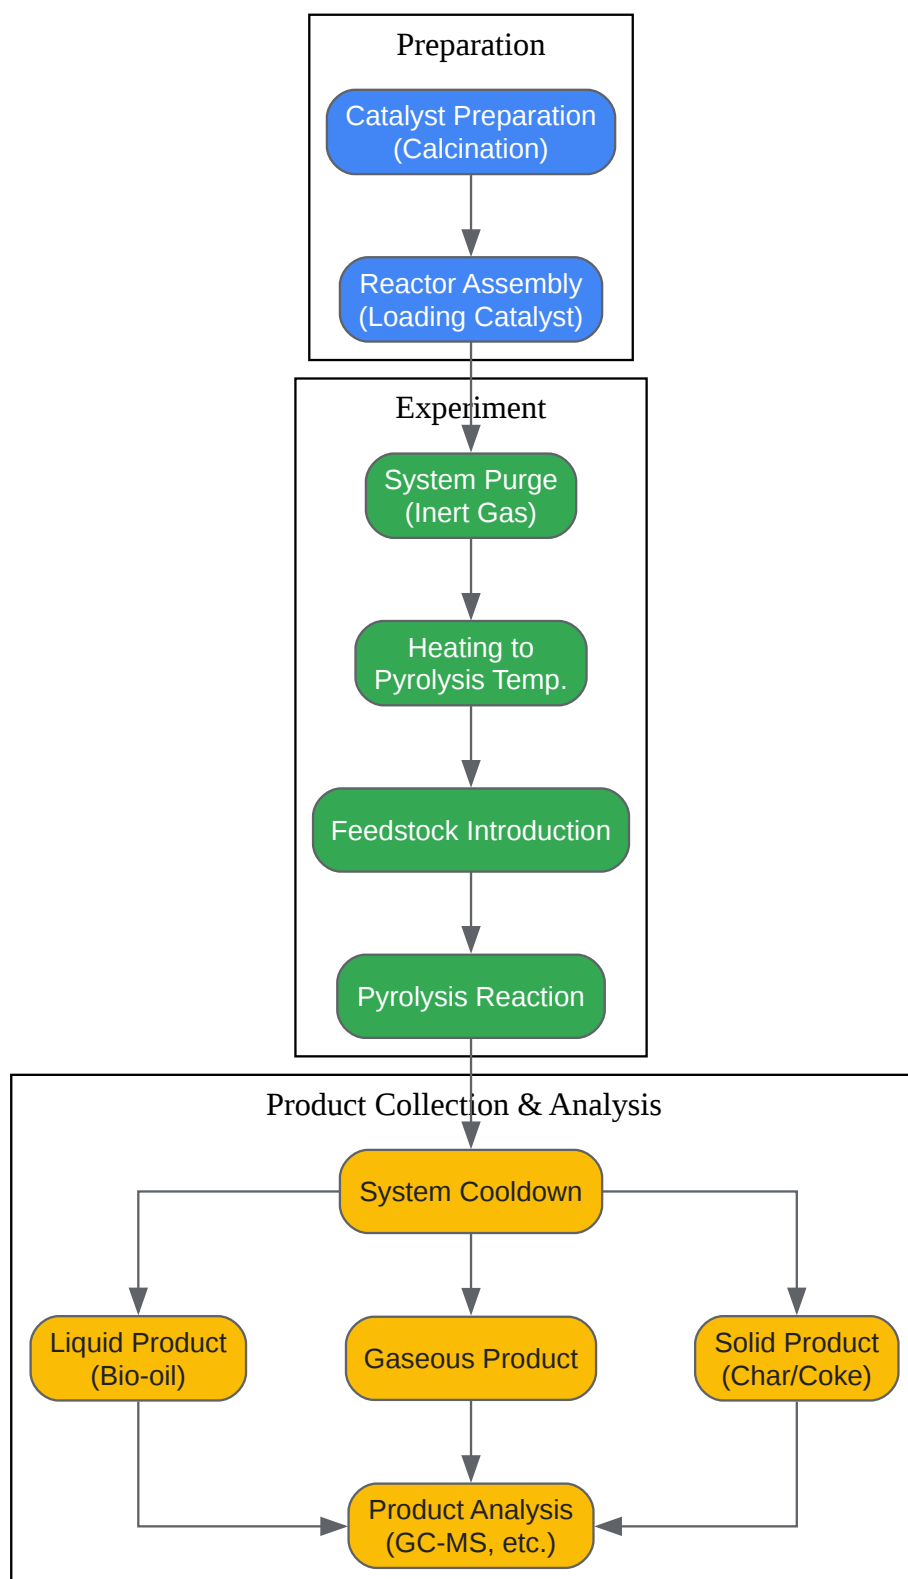 Preparation
Catalyst Preparation
(Calcination)
Reactor Assembly
(Loading Catalyst)
Experiment
System Purge
(Inert Gas)
Heating to
Pyrolysis Temp.
Feedstock Introduction
Pyrolysis Reaction
Product Collection & Analysis
System Cooldown
Liquid Product
(Bio-oil)
Gaseous Product
Solid Product
(Char/Coke)
Product Analysis
(GC-MS, etc.)